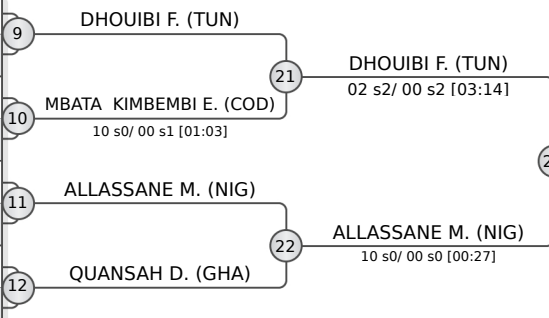 DHOUIBI F. (TUN)
9
DHOUIBI F. (TUN)
21
02 s2/ 00 s2 [03:14]
MBATA KIMBEMBI E. (COD)
10
10 s0/ 00 s1 [01:03]
ALLASSANE M. (NIG)
11
ALLASSANE M. (NIG)
22
10 s0/ 00 s0 [00:27]
QUANSAH D. (GHA)
12